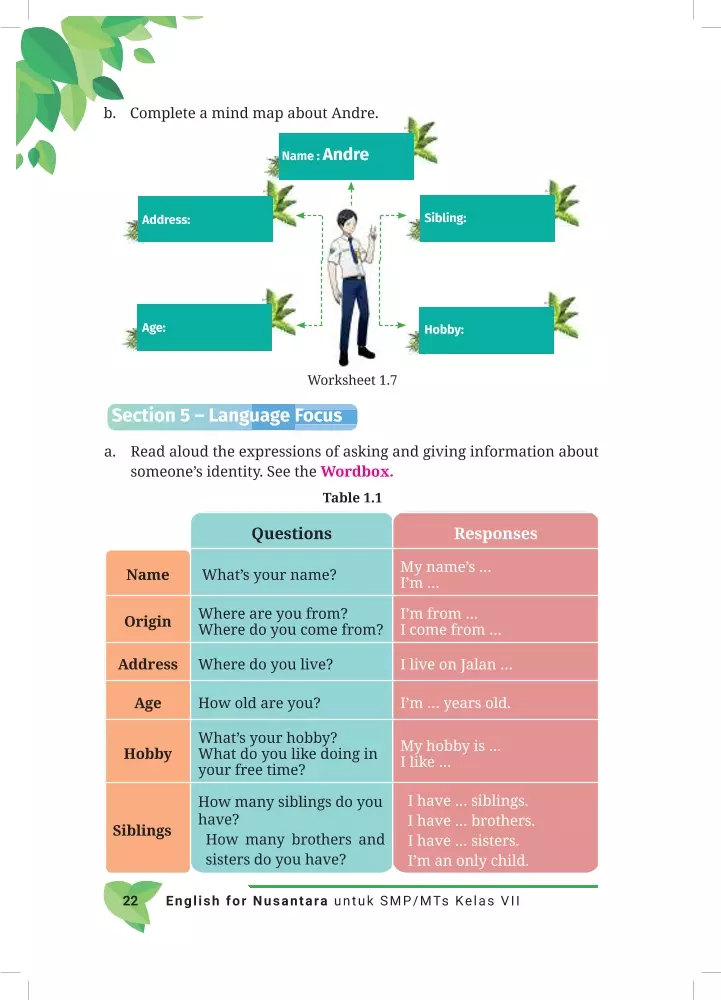 b. Complete a mind map about Andre.
Name : Andre
Address:
Sibling:
Age:
Hobby:
Worksheet 1.7
Section 5 – Language Focus
a. Read aloud the expressions of asking and giving information about
someone's identity. See the Wordbox.
Table 1.1
Questions
Responses
Name
What's your name?
My name's ...
I'm ...
Origin
Where are you from?
Where do you come from?
I'm from ...
I come from ...
Address
Where do you live?
I live on Jalan ...
Age
How old are you?
I'm ... years old.
Hobby
What's your hobby?
What do you like doing in
your free time?
My hobby is ...
I like ...
Siblings
How many siblings do you
have?
How many brothers and
sisters do you have?
I have ... siblings.
I have ... brothers.
I have ... sisters.
I'm an only child.
22 English for Nusantara untuk SMP/MTs Kelas VII